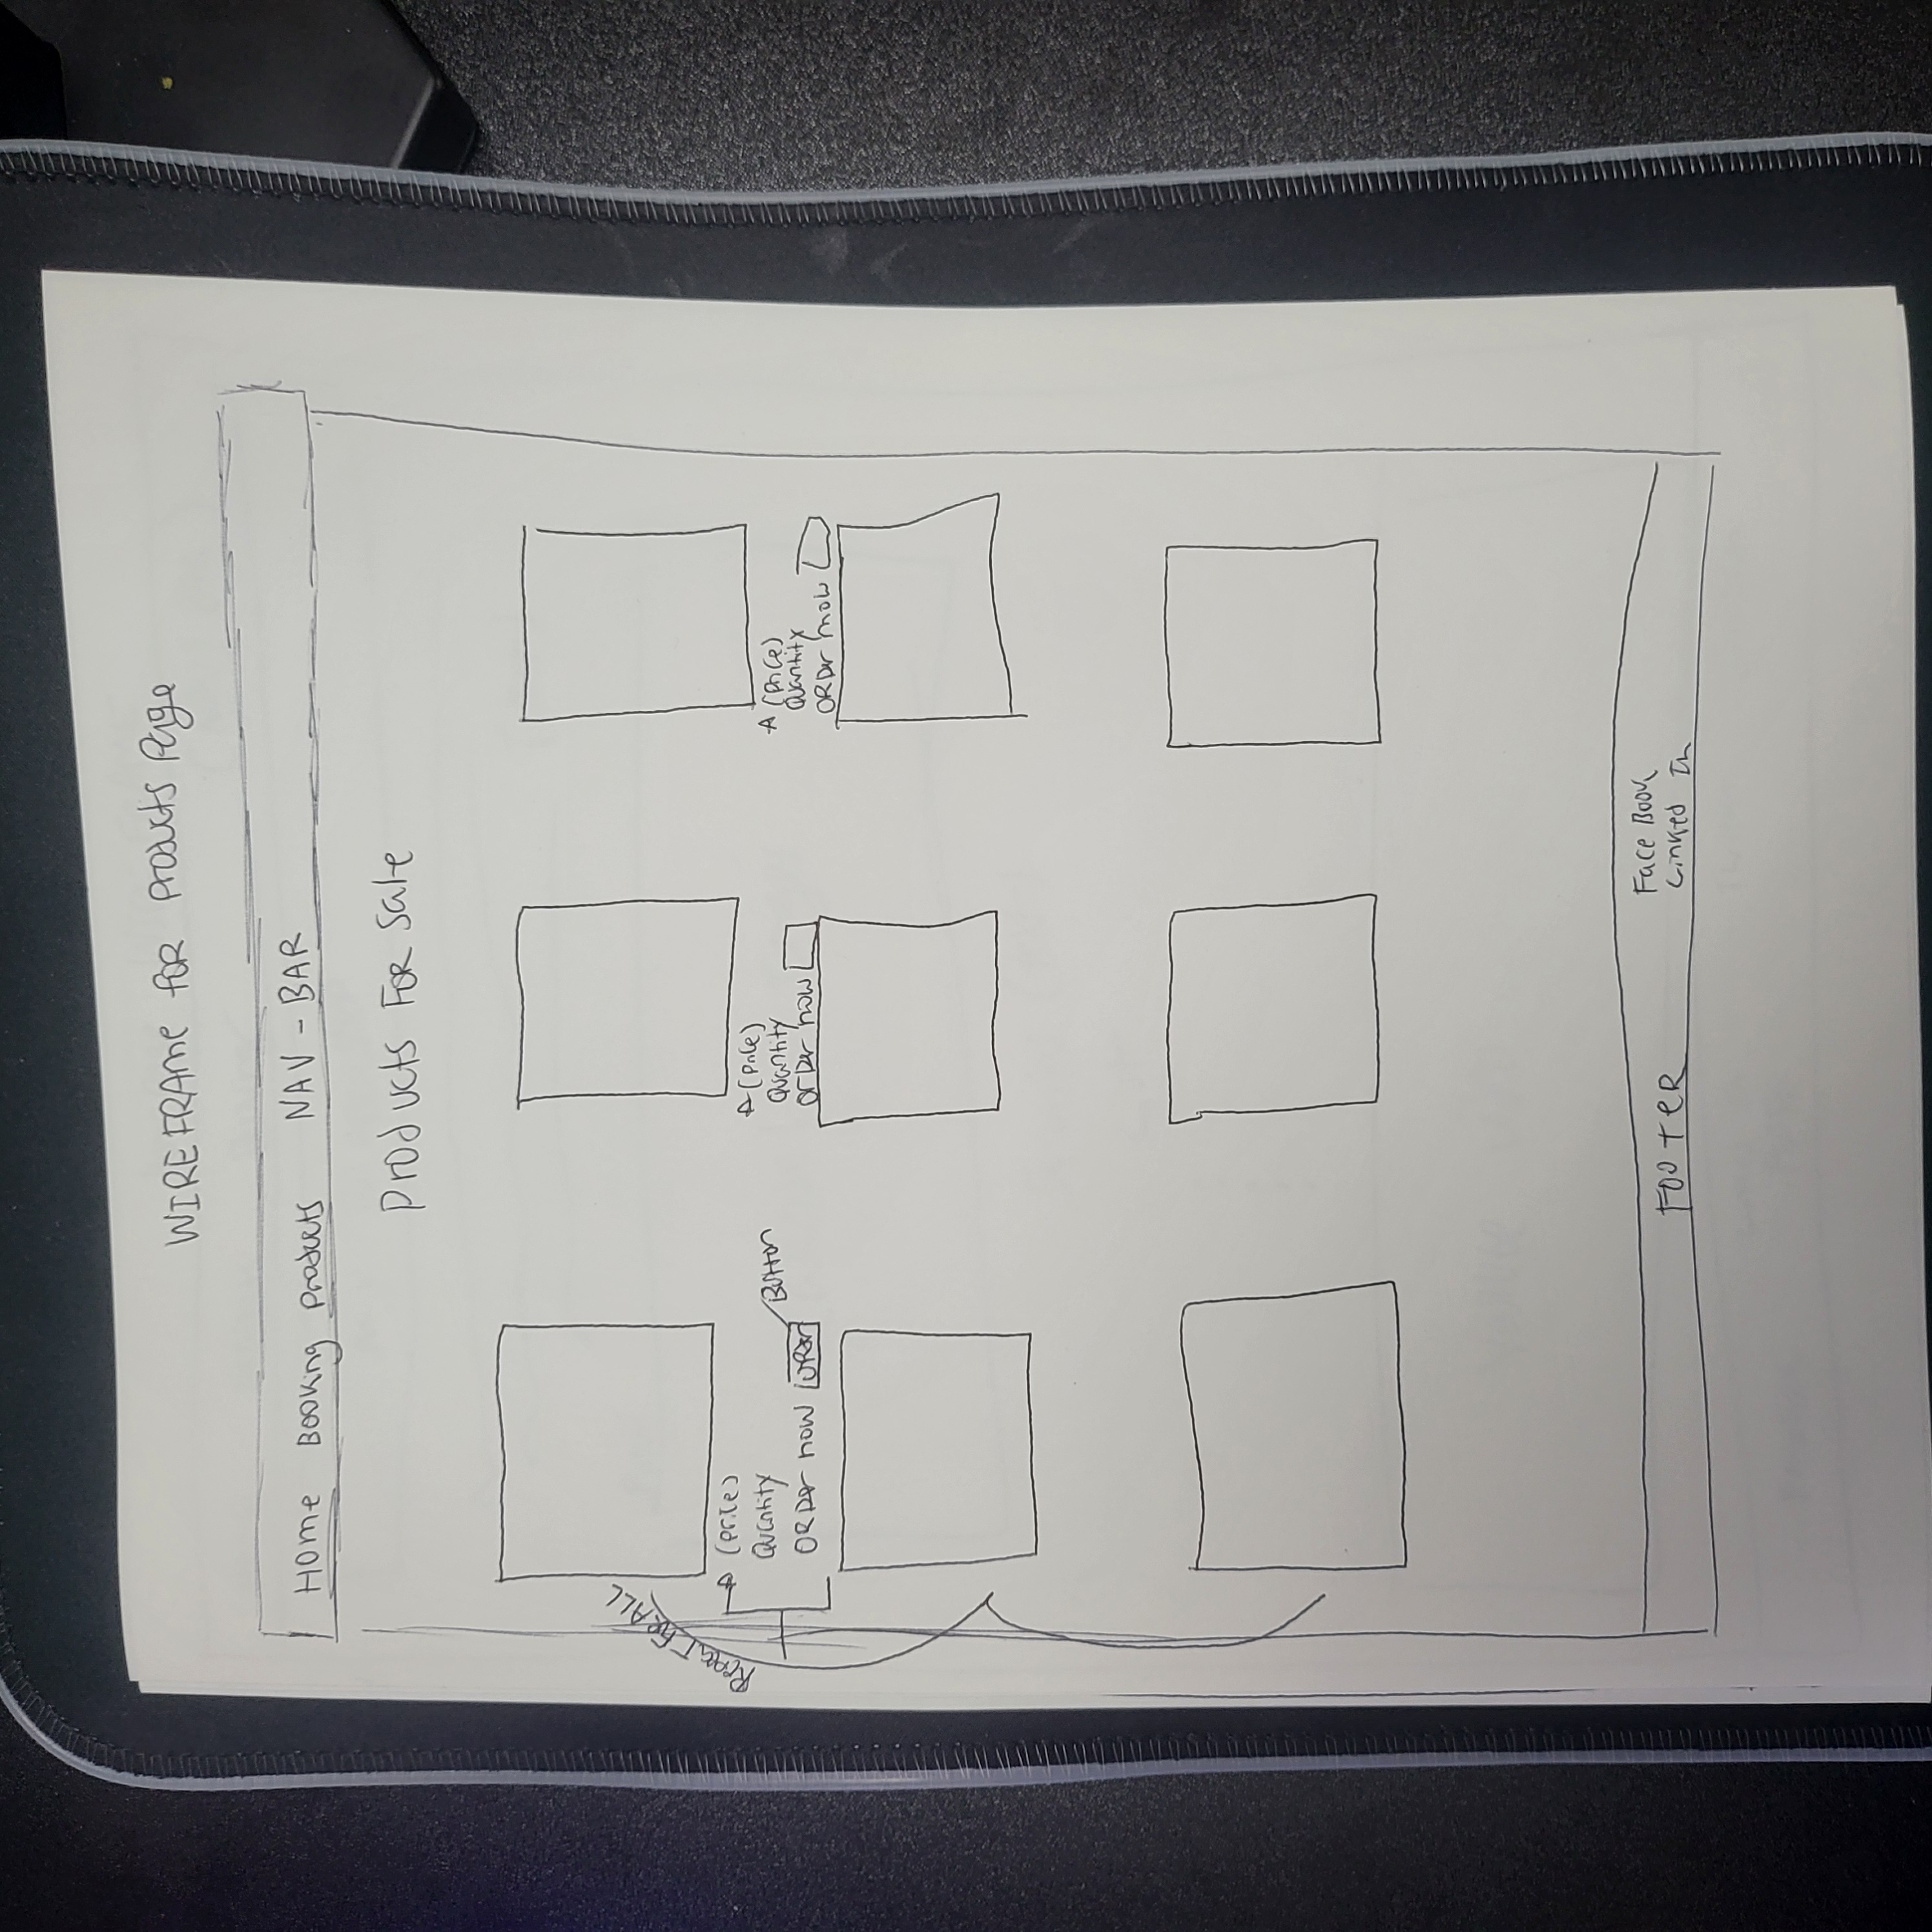 WIREFRAMe for products Page
Home Booking products NAV - BAR
Products For Sale
Repeat For ALL
(price)
Quantity
ORDer now
Button
(price)
Quantity
OrDer now
(price)
Quantity
ORDer now
FOOteR
Face Book
Linked In